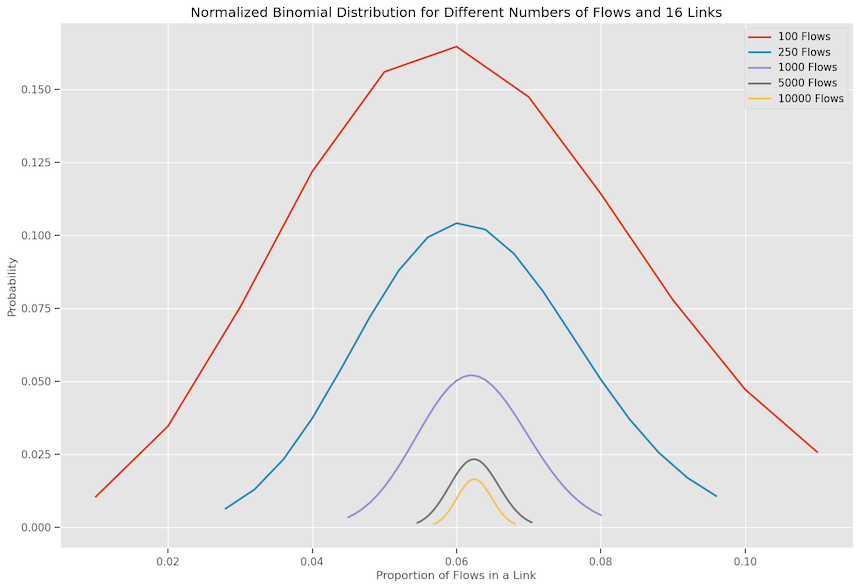 Normalized Binomial Distribution for Different Numbers of Flows and 16 Links
100 Flows
250 Flows
1000 Flows
5000 Flows
10000 Flows
0.150
0.125
0.100
0.075
0.050
0.025
0.000
Probability
0.02
0.04
0.06
0.08
0.10
Proportion of Flows in a Link